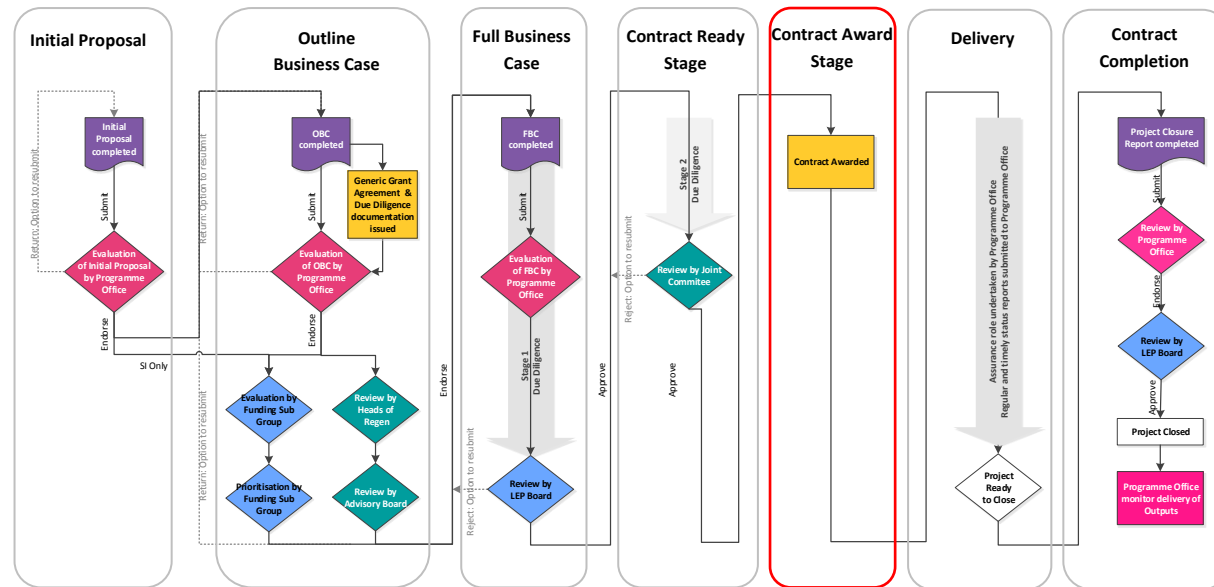 Initial Proposal
Outline
Business Case
Full Business
Case
Contract Ready
Stage
Contract Award
Stage
Delivery
Contract
Completion
Return: Option to resubmit
Initial
Proposal
completed
Submit
Evaluation
of Initial Proposal
by Programme
Office
Endorse
SI Only
Return: Option to resubmit
OBC
completed
Generic Grant
Agreement &
Due Diligence
documentation
issued
Submit
Evaluation
of OBC by
Programme
Office
Endorse
Evaluation by
Funding Sub
Group
Review by
Heads of
Regen
Prioritisation by
Funding Sub
Group
Review by
Advisory Board
Return: Option to resubmit
Endorse
FBC
completed
Submit
Evaluation
of FBC by
Programme
Office
Stage 1
Due Diligence
Review by
LEP Board
Reject: Option to resubmit
Approve
Stage 2
Due Diligence
Review by Joint
Commitee
Reject: Option to resubmit
Approve
Contract Awarded
Assurance role undertaken by Programme Office
Regular and timely status reports submitted to Programme Office
Project
Ready
to Close
Project Closure
Report completed
Submit
Review by
Programme
Office
Endorse
Review by
LEP Board
Approve
Project Closed
Programme Office
monitor delivery of
Outputs